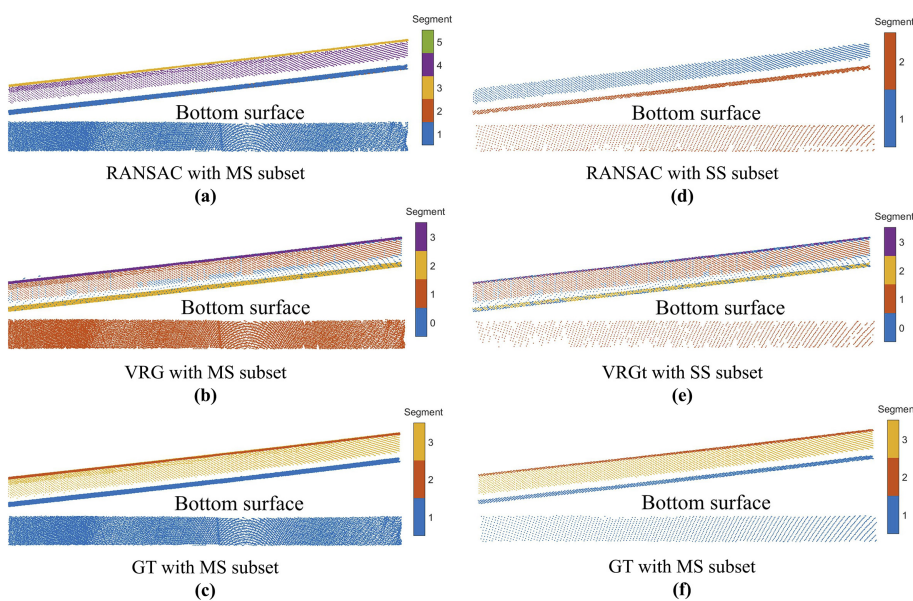 Segment
5
4
3
2
1
Bottom surface
RANSAC with MS subset
(a)
Segment
2
1
Bottom surface
RANSAC with SS subset
(d)
Segment
3
2
1
0
Bottom surface
VRG with MS subset
(b)
Segment
3
2
1
0
Bottom surface
VRGt with SS subset
(e)
Segment
3
2
1
Bottom surface
GT with MS subset
(c)
Segment
3
2
1
Bottom surface
GT with MS subset
(f)